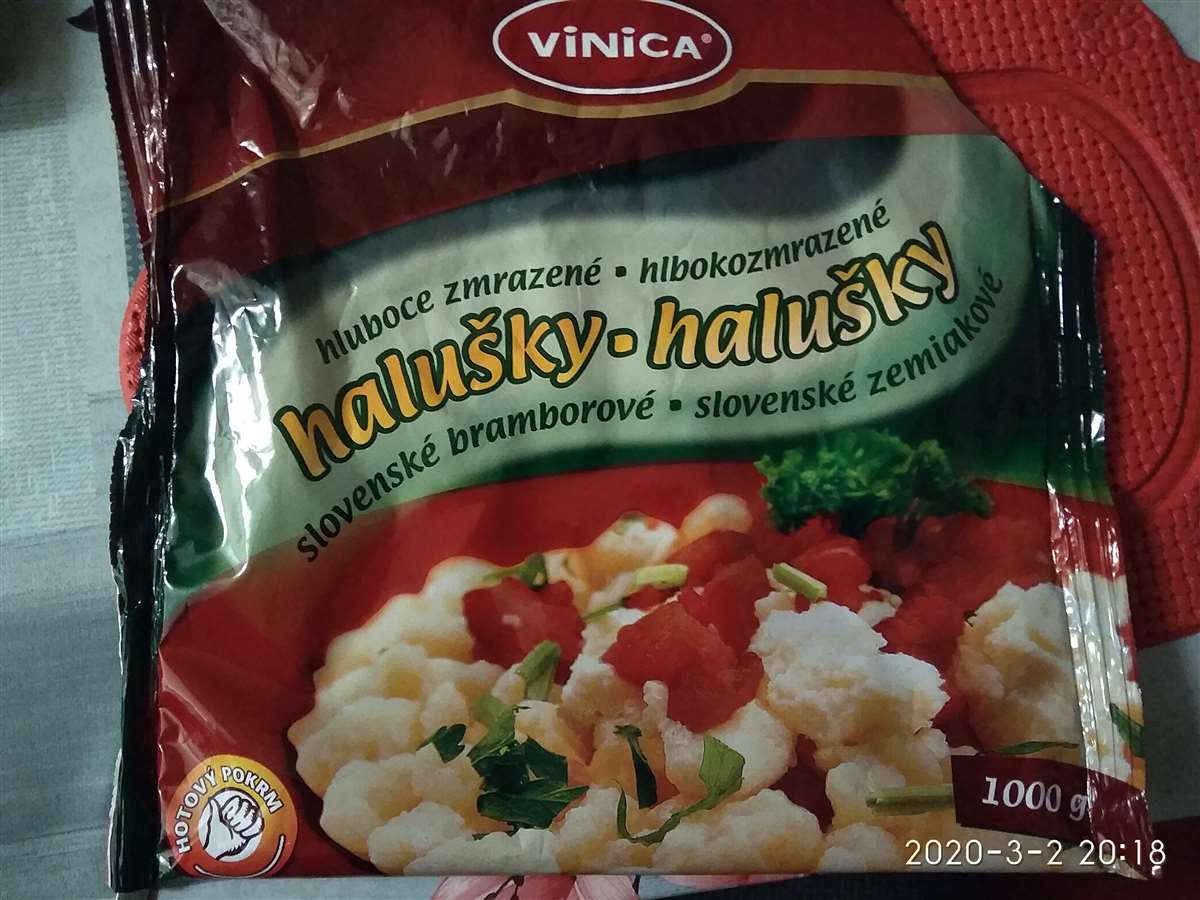 ViNiCA®
hluboce zmrazené • hlbokozmrazené
halušky • halušky
slovenské bramborové • slovenské zemiakové
HOTOVÝ POKRM
1000 g
2020-3-2 20:18